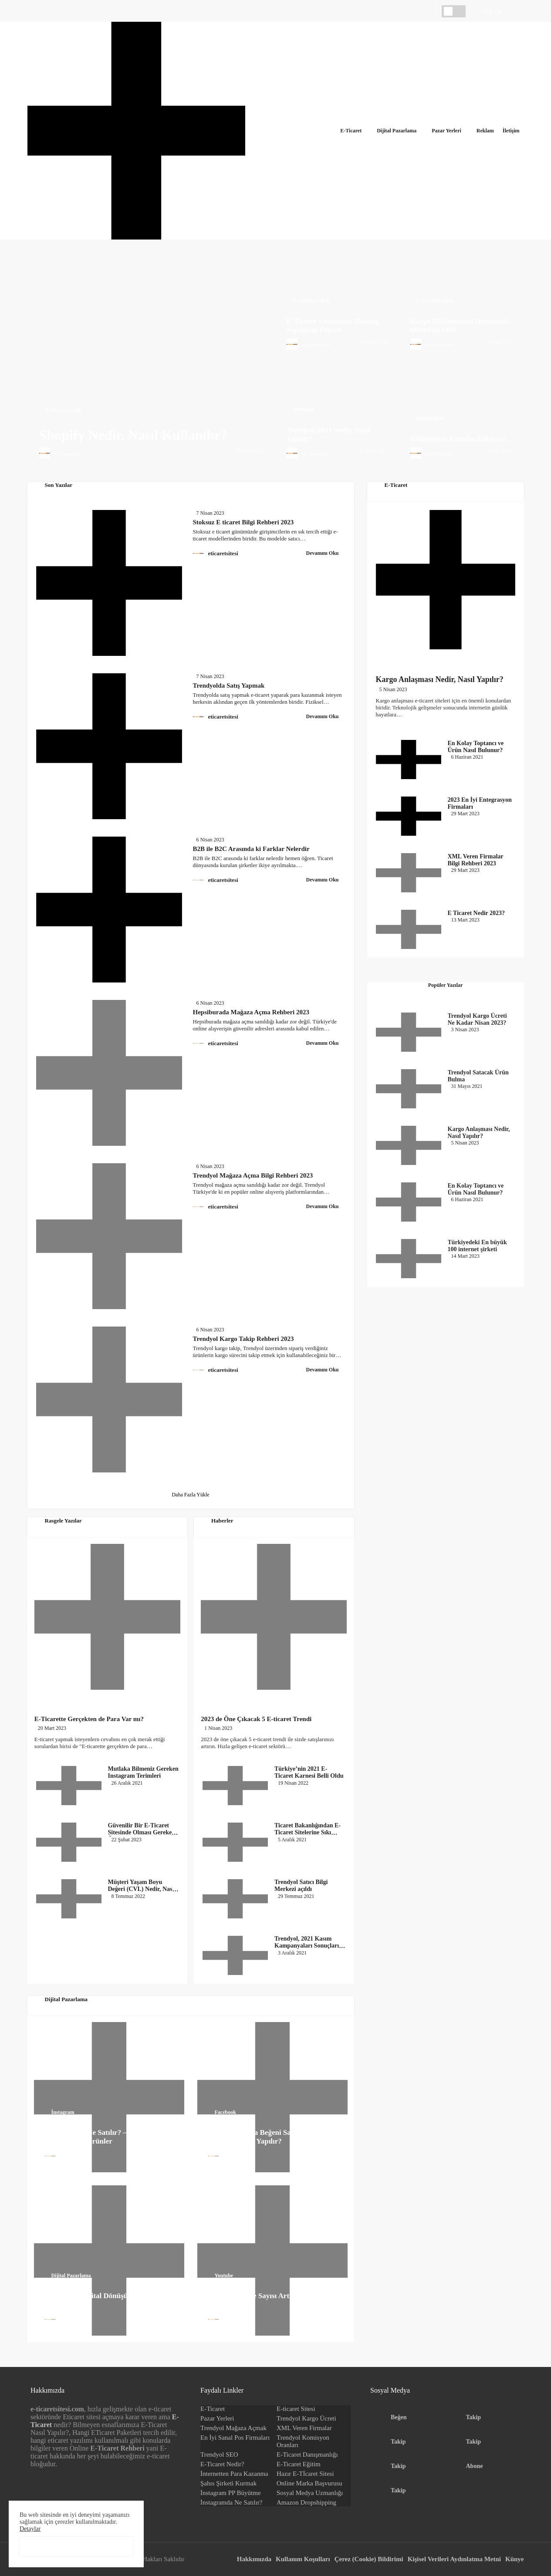 E-Ticaret
Dijital Pazarlama
Pazar Yerleri
Reklam
İletişim
Shopify Nedir, Nasıl Kullanılır?
Son Yazılar
7 Nisan 2023
Stoksuz E ticaret Bilgi Rehberi 2023
Stoksuz e ticaret günümüzde girişimcilerin en sık tercih ettiği e-
ticaret modellerinden biridir. Bu modelde satıcı…
eticaretsitesi
Devamını Oku
7 Nisan 2023
Trendyolda Satış Yapmak
Trendyolda satış yapmak e-ticaret yaparak para kazanmak isteyen
herkesin aklından geçen ilk yöntemlerden biridir. Fiziksel…
eticaretsitesi
Devamını Oku
6 Nisan 2023
B2B ile B2C Arasında ki Farklar Nelerdir
B2B ile B2C arasında ki farklar nelerdir hemen öğren. Ticaret
dünyasında kurulan şirketler ikiye ayrılmakta.…
eticaretsitesi
Devamını Oku
6 Nisan 2023
Hepsiburada Mağaza Açma Rehberi 2023
Hepsiburada mağaza açma sanıldığı kadar zor değil. Türkiye'de
online alışverişin güvenilir adresleri arasında kabul edilen…
eticaretsitesi
Devamını Oku
6 Nisan 2023
Trendyol Mağaza Açma Bilgi Rehberi 2023
Trendyol mağaza açma sanıldığı kadar zor değil. Trendyol
Türkiye'de ki en popüler online alışveriş platformlarından…
eticaretsitesi
Devamını Oku
6 Nisan 2023
Trendyol Kargo Takip Rehberi 2023
Trendyol kargo takip, Trendyol üzerinden sipariş verdiğiniz
ürünlerin kargo sürecini takip etmek için kullanabileceğiniz bir…
eticaretsitesi
Devamını Oku
Daha Fazla Yükle
E-Ticaret
Kargo Anlaşması Nedir, Nasıl Yapılır?
5 Nisan 2023
Kargo anlaşması e-ticaret siteleri için en önemli konulardan
biridir. Teknolojik gelişmeler sonucunda internetin günlük
hayatlara…
En Kolay Toptancı ve
Ürün Nasıl Bulunur?
6 Haziran 2021
2023 En İyi Entegrasyon
Firmaları
29 Mart 2023
XML Veren Firmalar
Bilgi Rehberi 2023
29 Mart 2023
E Ticaret Nedir 2023?
13 Mart 2023
Popüler Yazılar
Trendyol Kargo Ücreti
Ne Kadar Nisan 2023?
3 Nisan 2023
Trendyol Satacak Ürün
Bulma
31 Mayıs 2021
Kargo Anlaşması Nedir,
Nasıl Yapılır?
5 Nisan 2023
En Kolay Toptancı ve
Ürün Nasıl Bulunur?
6 Haziran 2021
Türkiyedeki En büyük
100 internet şirketi
14 Mart 2023
Rasgele Yazılar
E-Ticarette Gerçekten de Para Var mı?
20 Mart 2023
E-ticaret yapmak isteyenlern cevabını en çok merak ettiği
sorulardan birisi de "E-ticarette gerçekten de para…
Mutlaka Bilmeniz Gereken
Instagram Terimleri
26 Aralık 2021
Güvenilir Bir E-Ticaret
Sitesinde Olması Gereke…
22 Şubat 2023
Müşteri Yaşam Boyu
Değeri (CVL) Nedir, Nas…
8 Temmuz 2022
Haberler
2023 de Öne Çıkacak 5 E-ticaret Trendi
1 Nisan 2023
2023 de öne çıkacak 5 e-ticaret trendi ile sizde satışlarınızı
artırın. Hızla gelişen e-ticaret sektörü…
Türkiye'nin 2021 E-
Ticaret Karnesi Belli Oldu
19 Nisan 2022
Ticaret Bakanlığından E-
Ticaret Sitelerine Sıkı…
5 Aralık 2021
Trendyol Satıcı Bilgi
Merkezi açıldı
29 Temmuz 2021
Trendyol, 2021 Kasım
Kampanyaları Sonuçları…
3 Aralık 2021
Dijital Pazarlama
İnstagram
Facebook
Dijital Pazarlama
Youtube
Hakkımızda
e-ticaretsitesi.com, hızla gelişmekte olan e-ticaret
sektöründe Eticaret sitesi açmaya karar veren ama E-
Ticaret nedir? Bilmeyen esnaflarımıza E-Ticaret
Nasıl Yapılır?, Hangi ETicaret Paketleri tercih edilir,
hangi eticaret yazılımı kullanılmalı gibi konularda
bilgiler veren Online E-Ticaret Rehberi yani E-
ticaret hakkında her şeyi bulabileceğimiz e-ticaret
blogudur.
Faydalı Linkler
E-Ticaret
E-ticaret Sitesi
Pazar Yerleri
Trendyol Kargo Ücreti
Trendyol Mağaza Açmak
XML Veren Firmalar
En İyi Sanal Pos Firmaları
Trendyol Komisyon
Oranları
Trendyol SEO
E-Ticaret Danışmanlığı
E-Ticaret Nedir?
E-Ticaret Eğitim
İnternetten Para Kazanma
Hazır E-TIcaret Sitesi
Şahıs Şirketi Kurmak
Online Marka Başvurusu
İnstagram PP Büyütme
Sosyal Medya Uzmanlığı
Instagramda Ne Satılır?
Amazon Dropshipping
Sosyal Medya
Beğen
Takip
Takip
Takip
Takip
Abone
Takip
Bu web sitesinde en iyi deneyimi yaşamanızı
sağlamak için çerezler kullanılmaktadır.
Detaylar
Hakları Saklıdır
Hakkımızda
Kullanım Koşulları
Çerez (Cookie) Bildirimi
Kişisel Verileri Aydınlatma Metni
Künye